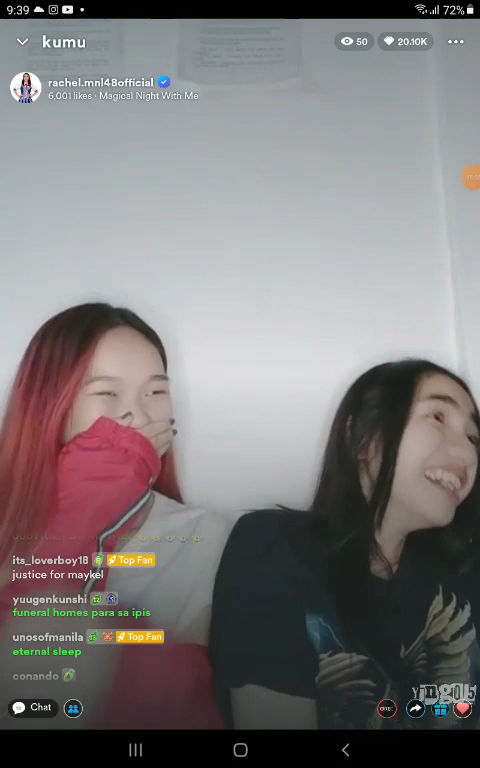 9:39
72%
kumu
50
20.10K
rachel.mnl48official
6,001 likes · Magical Night With Me
its_loverboy18 Top Fan
justice for maykel
yuugenkunshi
funeral homes para sa ipis
unosofmanila Top Fan
eternal sleep
conando
Chat